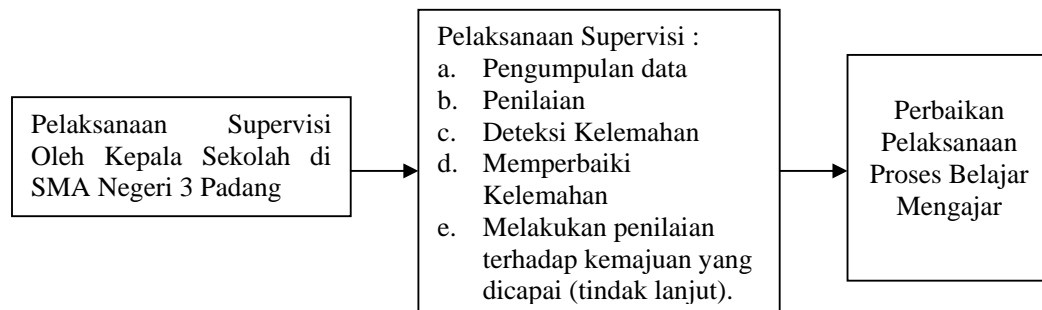 Pelaksanaan Supervisi
Oleh Kepala Sekolah di
SMA Negeri 3 Padang
Pelaksanaan Supervisi :
a. Pengumpulan data
b. Penilaian
c. Deteksi Kelemahan
d. Memperbaiki
Kelemahan
e. Melakukan penilaian
terhadap kemajuan yang
dicapai (tindak lanjut).
Perbaikan
Pelaksanaan
Proses Belajar
Mengajar